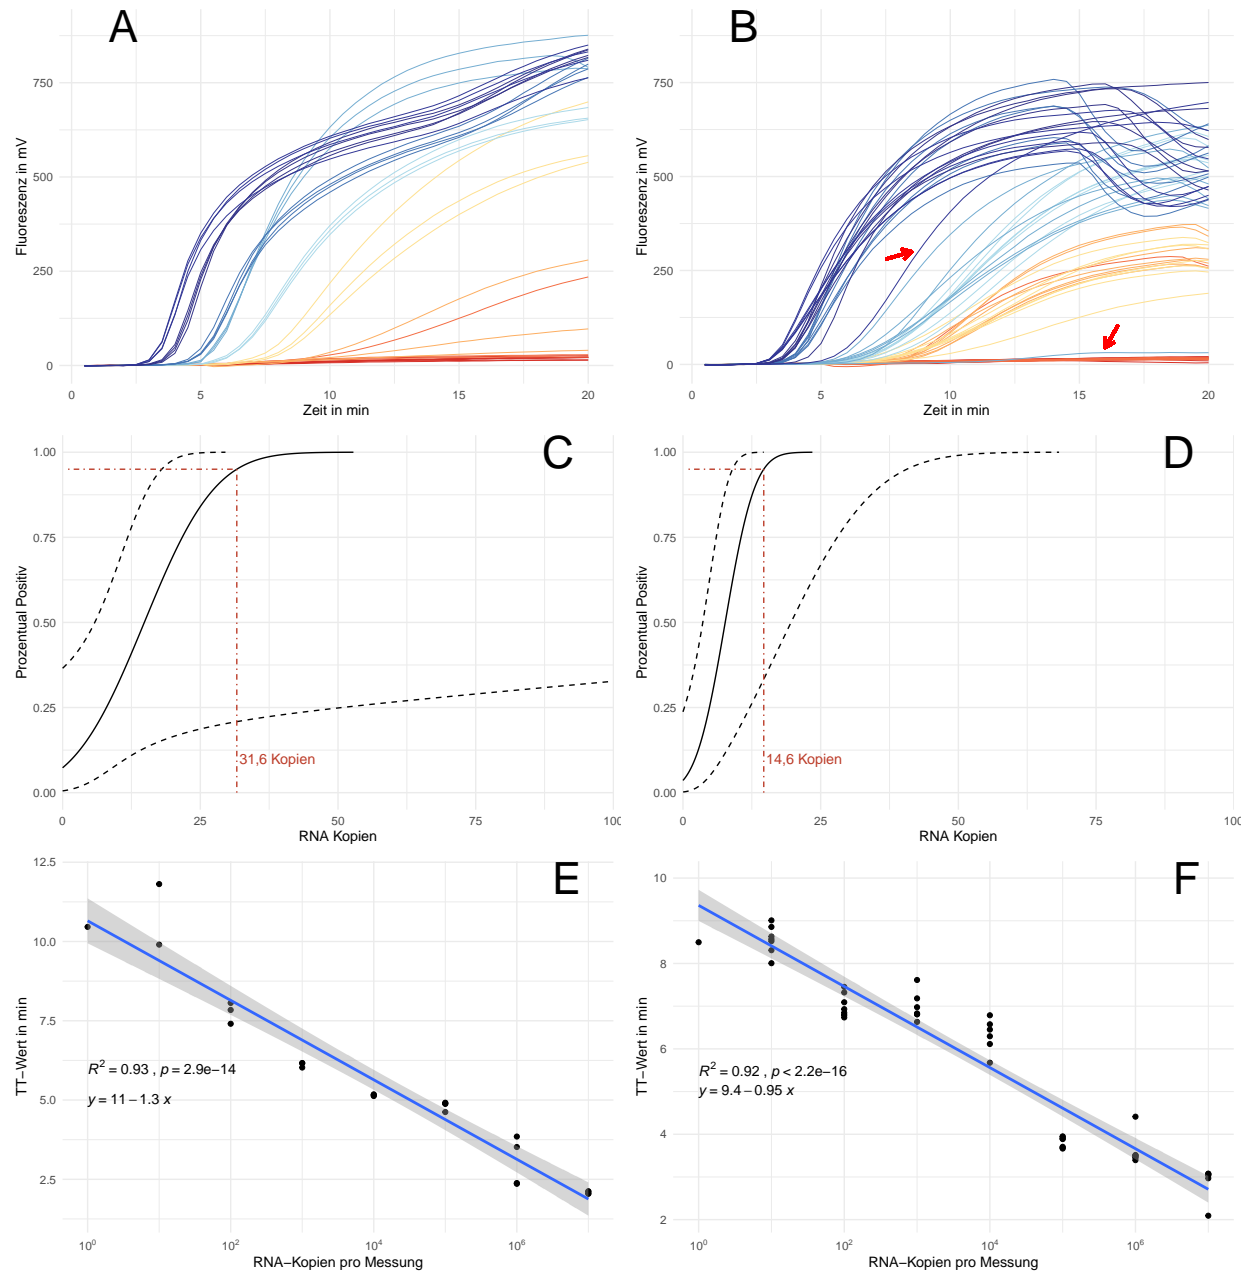 A
Fluoreszenz in mV
750
500
250
0
0 5 10 15 20
Zeit in min
B
Fluoreszenz in mV
750
500
250
0
0 5 10 15 20
Zeit in min
C
Prozentual Positiv
1.00
0.75
0.50
0.25
0.00
31,6 Kopien
0 25 50 75 100
RNA Kopien
D
Prozentual Positiv
1.00
0.75
0.50
0.25
0.00
14,6 Kopien
0 25 50 75 100
RNA Kopien
E
TT−Wert in min
12.5
10.0
7.5
5.0
2.5
R² = 0.93 , p = 2.9e−14
y = 11 − 1.3 x
10⁰ 10² 10⁴ 10⁶
RNA−Kopien pro Messung
F
TT−Wert in min
10
8
6
4
2
R² = 0.92 , p < 2.2e−16
y = 9.4 − 0.95 x
10⁰ 10² 10⁴ 10⁶
RNA−Kopien pro Messung